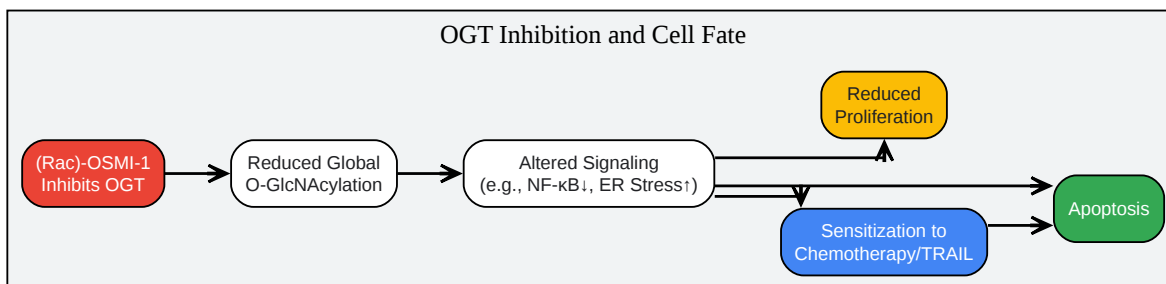 OGT Inhibition and Cell Fate
Reduced
Proliferation
(Rac)-OSMI-1
Inhibits OGT
Reduced Global
O-GlcNAcylation
Altered Signaling
(e.g., NF-κB↓, ER Stress↑)
Apoptosis
Sensitization to
Chemotherapy/TRAIL